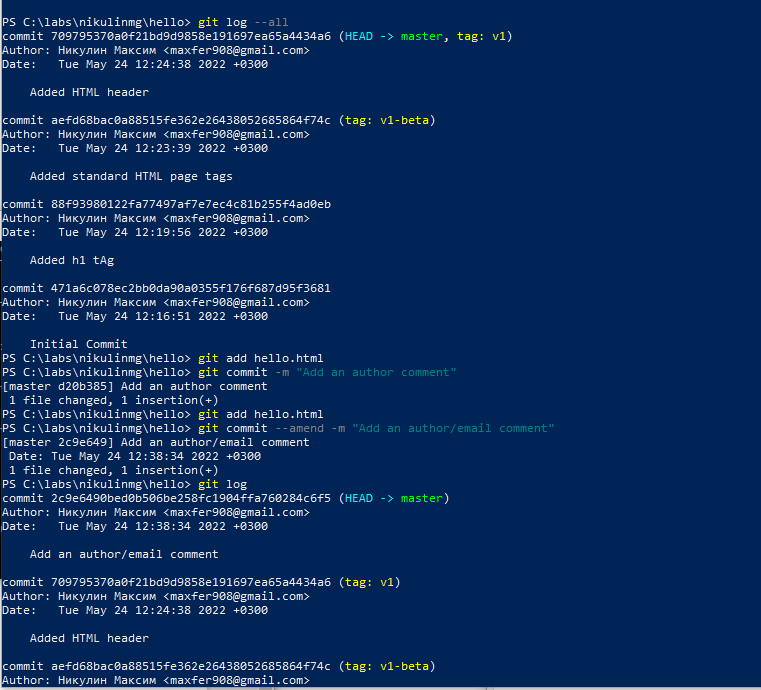 PS C:\labs\nikulinmg\hello> git log --all
commit 709795370a0f21bd9d9858e191697ea65a4434a6 (HEAD -> master, tag: v1)
Author: Никулин Максим <maxfer908@gmail.com>
Date:   Tue May 24 12:24:38 2022 +0300
    Added HTML header
commit aefd68bac0a88515fe362e26438052685864f74c (tag: v1-beta)
Author: Никулин Максим <maxfer908@gmail.com>
Date:   Tue May 24 12:23:39 2022 +0300
    Added standard HTML page tags
commit 88f93980122fa77497af7e7ec4c81b255f4ad0eb
Author: Никулин Максим <maxfer908@gmail.com>
Date:   Tue May 24 12:19:56 2022 +0300
    Added h1 tAg
commit 471a6c078ec2bb0da90a0355f176f687d95f3681
Author: Никулин Максим <maxfer908@gmail.com>
Date:   Tue May 24 12:16:51 2022 +0300
    Initial Commit
PS C:\labs\nikulinmg\hello> git add hello.html
PS C:\labs\nikulinmg\hello> git commit -m "Add an author comment"
[master d20b385] Add an author comment
 1 file changed, 1 insertion(+)
PS C:\labs\nikulinmg\hello> git add hello.html
PS C:\labs\nikulinmg\hello> git commit --amend -m "Add an author/email comment"
[master 2c9e649] Add an author/email comment
 Date: Tue May 24 12:38:34 2022 +0300
 1 file changed, 1 insertion(+)
PS C:\labs\nikulinmg\hello> git log
commit 2c9e6490bed0b506be258fc1904ffa760284c6f5 (HEAD -> master)
Author: Никулин Максим <maxfer908@gmail.com>
Date:   Tue May 24 12:38:34 2022 +0300
    Add an author/email comment
commit 709795370a0f21bd9d9858e191697ea65a4434a6 (tag: v1)
Author: Никулин Максим <maxfer908@gmail.com>
Date:   Tue May 24 12:24:38 2022 +0300
    Added HTML header
commit aefd68bac0a88515fe362e26438052685864f74c (tag: v1-beta)
Author: Никулин Максим <maxfer908@gmail.com>